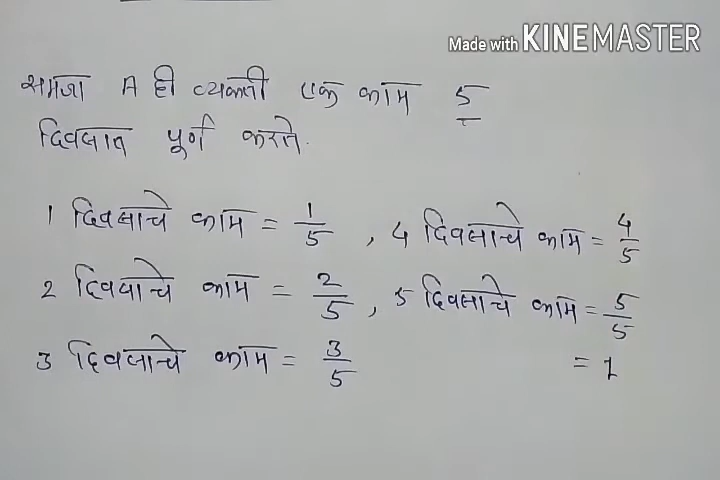 Made with KINEMASTER
समजा A ही व्यक्ती एक काम 5
दिवसात पूर्ण करते.
1 दिवसाचे काम = 1/5 , 4 दिवसाचे काम = 4/5
2 दिवसाचे काम = 2/5 , 5 दिवसाचे काम = 5/5
3 दिवसाचे काम = 3/5 = 1